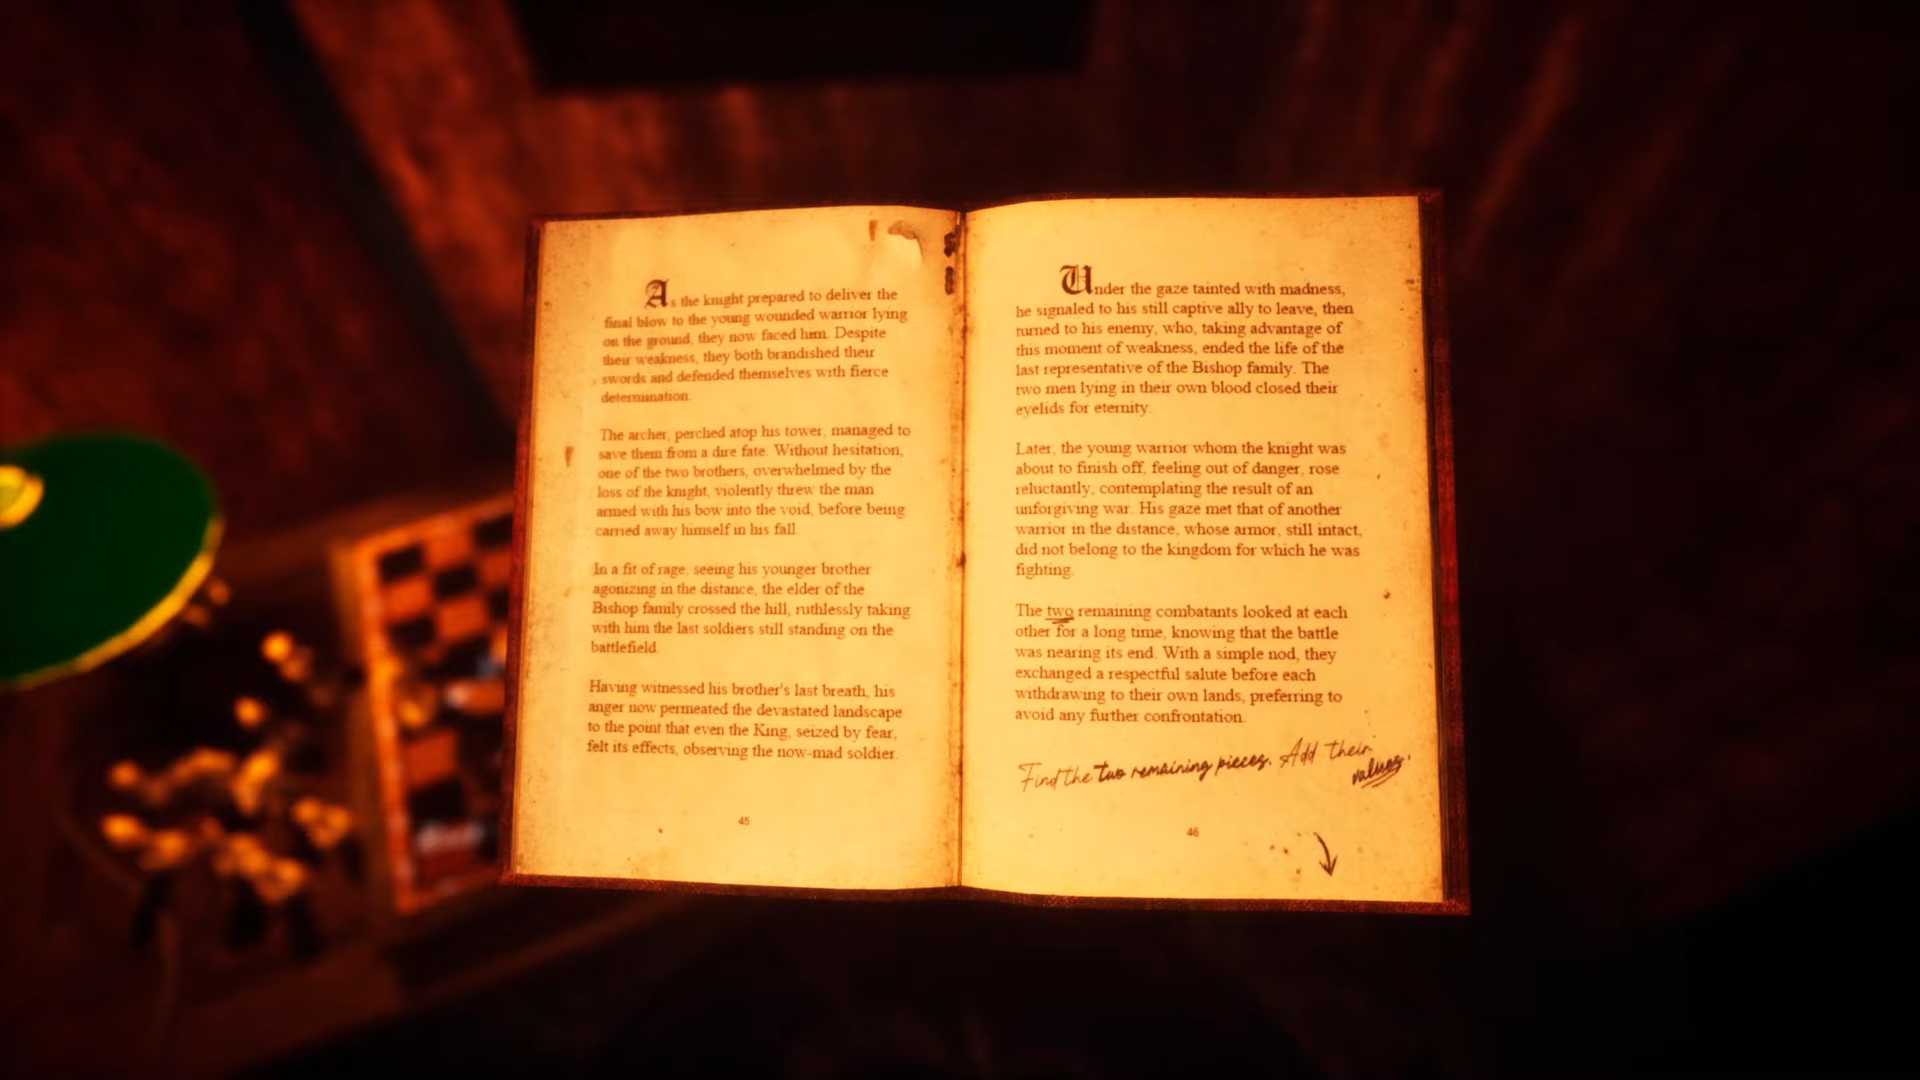 As the knight prepared to deliver the
final blow to the young wounded warrior lying
on the ground, they now faced him. Despite
their weakness, they both brandished their
swords and defended themselves with fierce
determination.
The archer, perched atop his tower, managed to
save them from a dire fate. Without hesitation,
one of the two brothers, overwhelmed by the
loss of the knight, violently threw the man
armed with his bow into the void, before being
carried away himself in his fall.
In a fit of rage, seeing his younger brother
agonizing in the distance, the elder of the
Bishop family crossed the hill, ruthlessly taking
with him the last soldiers still standing on the
battlefield.
Having witnessed his brother's last breath, his
anger now permeated the devastated landscape
to the point that even the King, seized by fear,
felt its effects, observing the now-mad soldier.
45
Under the gaze tainted with madness,
he signaled to his still captive ally to leave, then
turned to his enemy, who, taking advantage of
this moment of weakness, ended the life of the
last representative of the Bishop family. The
two men lying in their own blood closed their
eyelids for eternity.
Later, the young warrior whom the knight was
about to finish off, feeling out of danger, rose
reluctantly, contemplating the result of an
unforgiving war. His gaze met that of another
warrior in the distance, whose armor, still intact,
did not belong to the kingdom for which he was
fighting.
The two remaining combatants looked at each
other for a long time, knowing that the battle
was nearing its end. With a simple nod, they
exchanged a respectful salute before each
withdrawing to their own lands, preferring to
avoid any further confrontation.
Find the two remaining pieces. Add their
values.
46